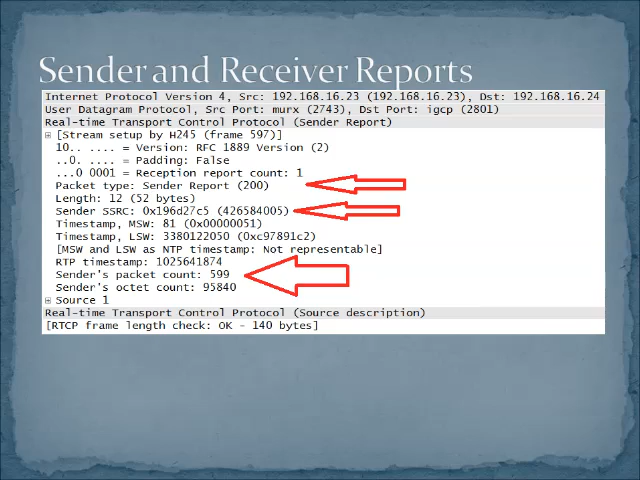 Sender and Receiver Reports
Internet Protocol Version 4, Src: 192.168.16.23 (192.168.16.23), Dst: 192.168.16.24
User Datagram Protocol, Src Port: murx (2743), Dst Port: igcp (2801)
Real-time Transport Control Protocol (Sender Report)
[Stream setup by H245 (frame 597)]
10.. .... = Version: RFC 1889 Version (2)
..0. .... = Padding: False
...0 0001 = Reception report count: 1
Packet type: Sender Report (200)
Length: 12 (52 bytes)
Sender SSRC: 0x196d27c5 (426584005)
Timestamp, MSW: 81 (0x00000051)
Timestamp, LSW: 3380122050 (0xc97891c2)
[MSW and LSW as NTP timestamp: Not representable]
RTP timestamp: 1025641874
Sender's packet count: 599
Sender's octet count: 95840
Source 1
Real-time Transport Control Protocol (Source description)
[RTCP frame length check: OK - 140 bytes]